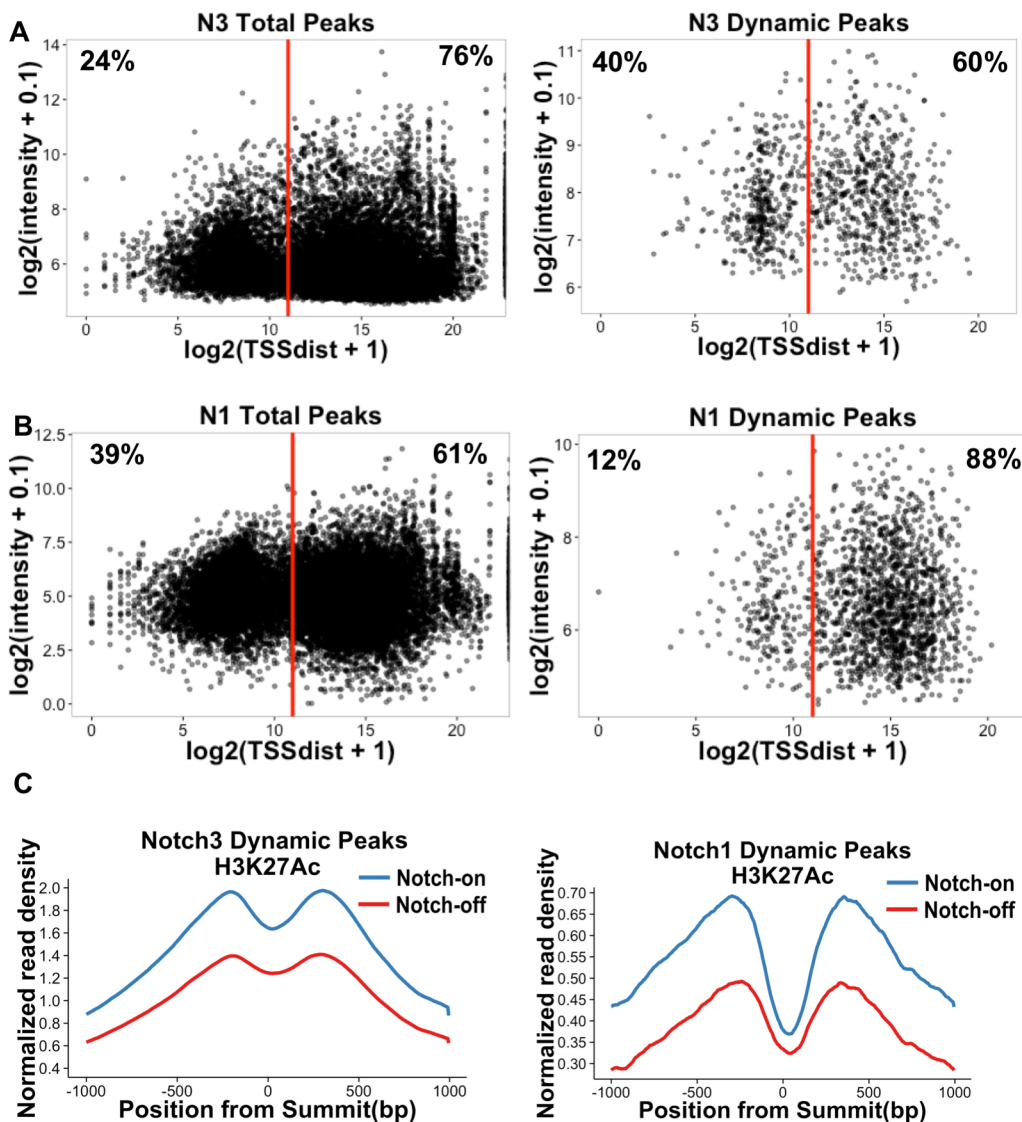 A
N3 Total Peaks
24%
76%
log2(intensity + 0.1)
14
12
10
8
6
0
5
10
15
20
log2(TSSdist + 1)
N3 Dynamic Peaks
40%
60%
log2(intensity + 0.1)
11
10
9
8
7
6
0
5
10
15
20
log2(TSSdist + 1)
B
N1 Total Peaks
39%
61%
log2(intensity + 0.1)
12.5
10.0
7.5
5.0
2.5
0.0
0
5
10
15
20
log2(TSSdist + 1)
N1 Dynamic Peaks
12%
88%
log2(intensity + 0.1)
10
8
6
0
5
10
15
20
log2(TSSdist + 1)
C
Notch3 Dynamic Peaks
H3K27Ac
Notch-on
Notch-off
Normalized read density
2.0
1.8
1.6
1.4
1.2
1.0
0.8
0.6
0.4
-1000
-500
0
500
1000
Position from Summit(bp)
Notch1 Dynamic Peaks
H3K27Ac
Notch-on
Notch-off
Normalized read density
0.70
0.65
0.60
0.55
0.50
0.45
0.40
0.35
0.30
-1000
-500
0
500
1000
Position from Summit(bp)